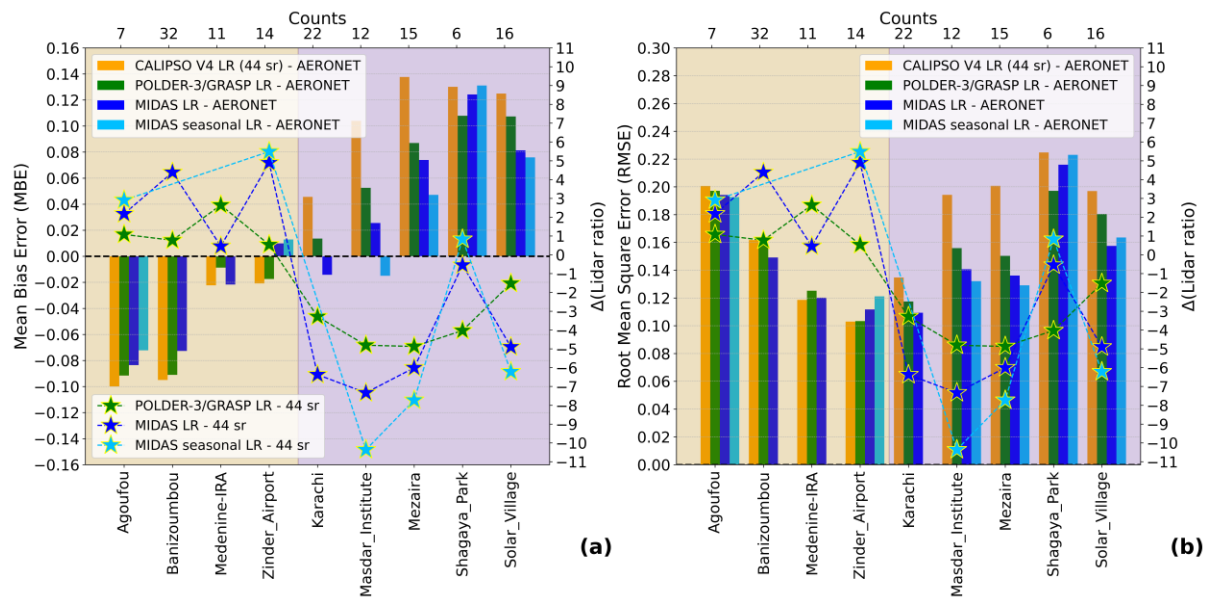 Counts
7 32 11 14 22 12 15 6 16
0.16
0.14
0.12
0.10
0.08
0.06
0.04
0.02
0.00
−0.02
−0.04
−0.06
−0.08
−0.10
−0.12
−0.14
−0.16
Mean Bias Error (MBE)
CALIPSO V4 LR (44 sr) - AERONET
POLDER-3/GRASP LR - AERONET
MIDAS LR - AERONET
MIDAS seasonal LR - AERONET
POLDER-3/GRASP LR - 44 sr
MIDAS LR - 44 sr
MIDAS seasonal LR - 44 sr
11
10
9
8
7
6
5
4
3
2
1
0
−1
−2
−3
−4
−5
−6
−7
−8
−9
−10
−11
Δ(Lidar ratio)
Agoufou
Banizoumbou
Medenine-IRA
Zinder_Airport
Karachi
Masdar_Institute
Mezaira
Shagaya_Park
Solar_Village
(a)
Counts
7 32 11 14 22 12 15 6 16
0.30
0.28
0.26
0.24
0.22
0.20
0.18
0.16
0.14
0.12
0.10
0.08
0.06
0.04
0.02
0.00
Root Mean Square Error (RMSE)
CALIPSO V4 LR (44 sr) - AERONET
POLDER-3/GRASP LR - AERONET
MIDAS LR - AERONET
MIDAS seasonal LR - AERONET
11
10
9
8
7
6
5
4
3
2
1
0
−1
−2
−3
−4
−5
−6
−7
−8
−9
−10
−11
Δ(Lidar ratio)
Agoufou
Banizoumbou
Medenine-IRA
Zinder_Airport
Karachi
Masdar_Institute
Mezaira
Shagaya_Park
Solar_Village
(b)